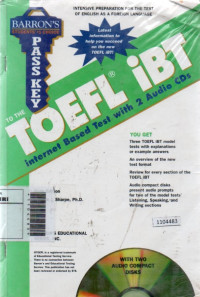 INTENSIVE PREPARATION FOR THE TEST
OF ENGLISH AS A FOREIGN LANGUAGE
BARRON'S
Latest
information to
help you succeed
on the new
TOEFL iBT!
PASS KEY
TO THE
TOEFL® iBT
Internet Based Test with 2 Audio CDs
YOU GET
Three TOEFL iBT model
tests with explanations
or example answers
An overview of the new
test format
Review for every section of the
TOEFL iBT
Audio compact disks
present audio prompts
for two of the model tests'
Listening, Speaking, and
Writing sections
Sharpe, Ph.D.
1104483
EDUCATIONAL
WITH TWO
AUDIO COMPACT
DISKS